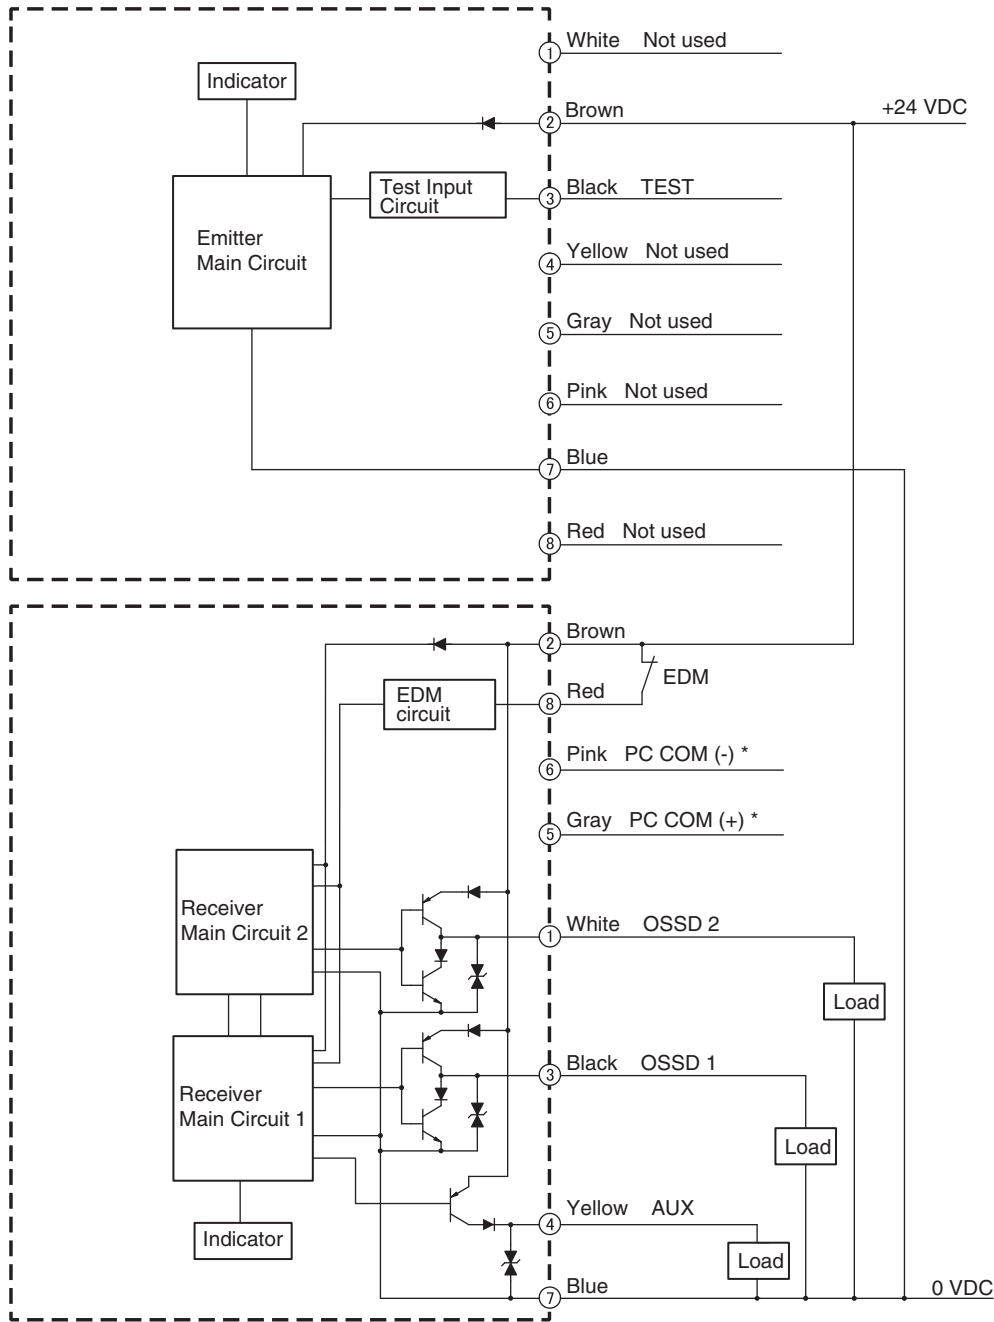 ① White Not used
Indicator
② Brown
+24 VDC
Test Input
Circuit
③ Black TEST
Emitter
Main Circuit
④ Yellow Not used
⑤ Gray Not used
⑥ Pink Not used
⑦ Blue
⑧ Red Not used
② Brown
EDM
EDM
circuit
⑧ Red
⑥ Pink PC COM (-) *
⑤ Gray PC COM (+) *
Receiver
Main Circuit 2
① White OSSD 2
Load
Receiver
Main Circuit 1
③ Black OSSD 1
Load
④ Yellow AUX
Indicator
Load
⑦ Blue
0 VDC